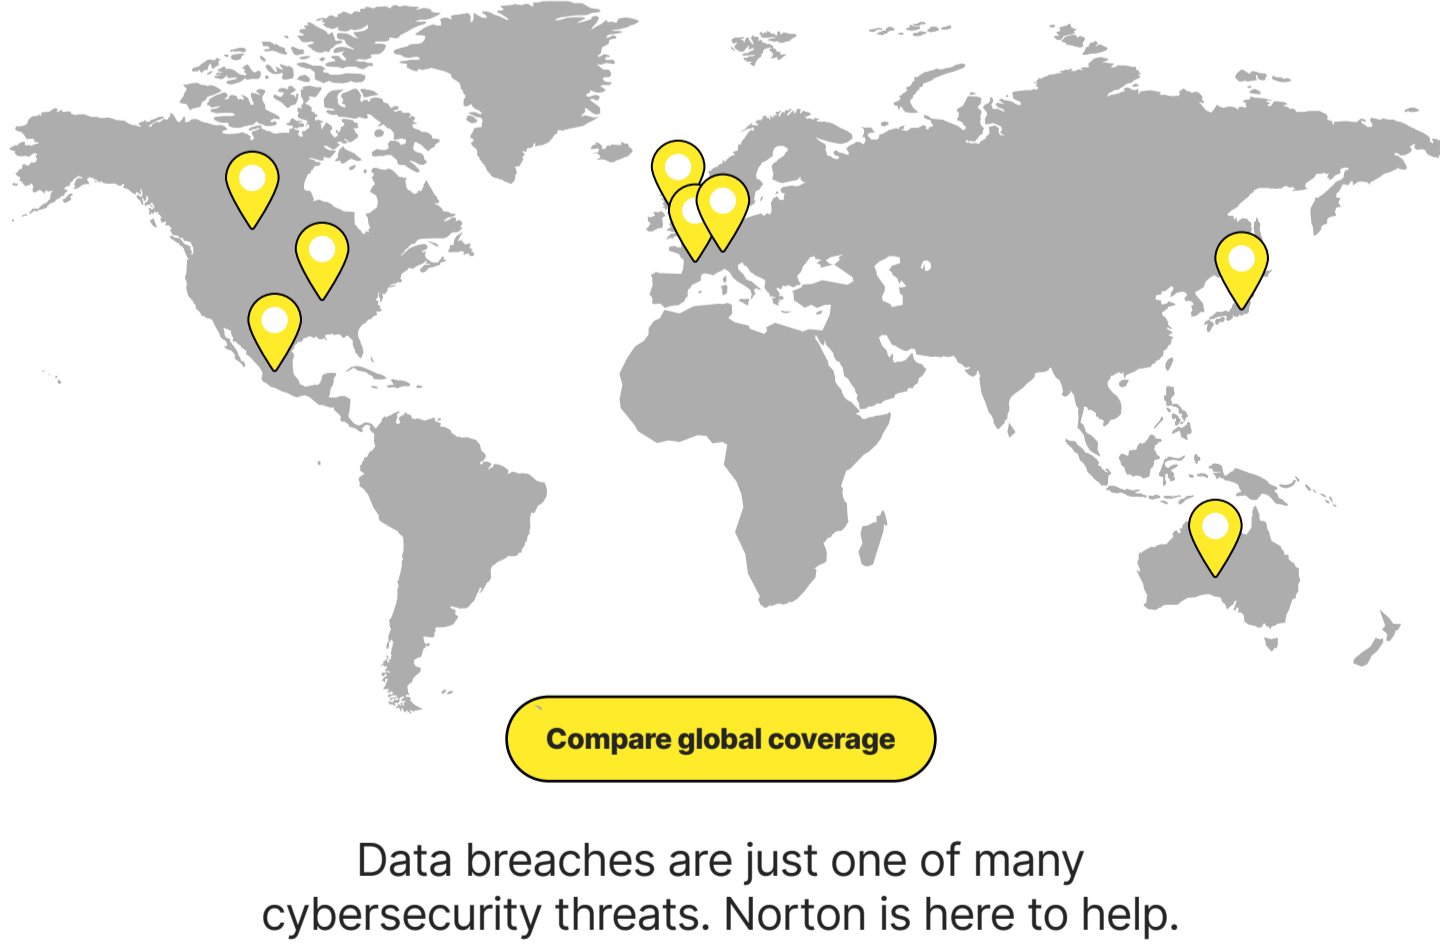 Compare global coverage
Data breaches are just one of many
cybersecurity threats. Norton is here to help.